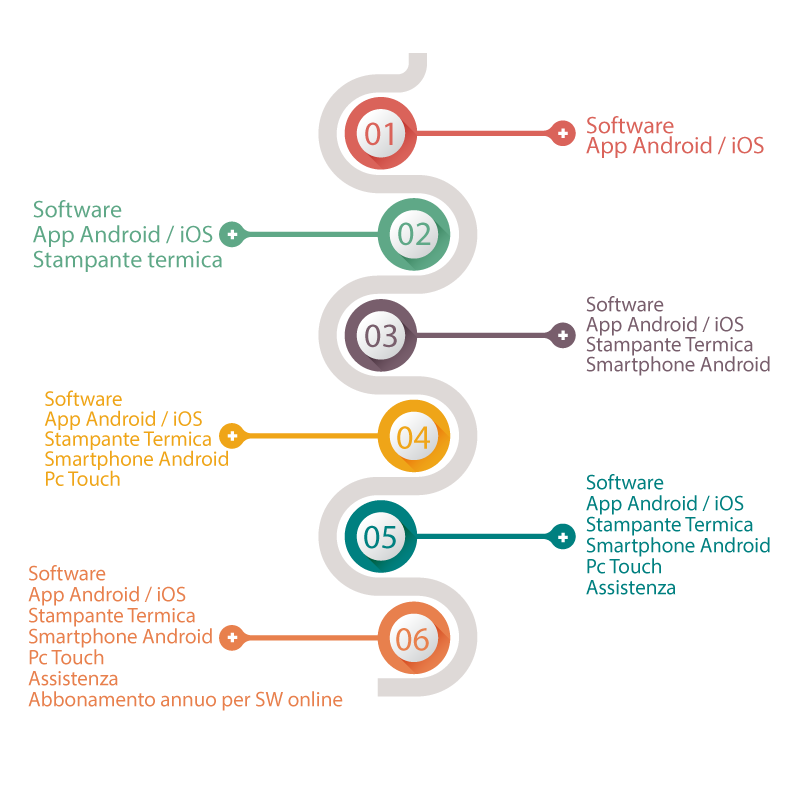 01
Software
App Android / iOS
02
Software
App Android / iOS
Stampante termica
03
Software
App Android / iOS
Stampante Termica
Smartphone Android
04
Software
App Android / iOS
Stampante Termica
Smartphone Android
Pc Touch
05
Software
App Android / iOS
Stampante Termica
Smartphone Android
Pc Touch
Assistenza
06
Software
App Android / iOS
Stampante Termica
Smartphone Android
Pc Touch
Assistenza
Abbonamento annuo per SW online